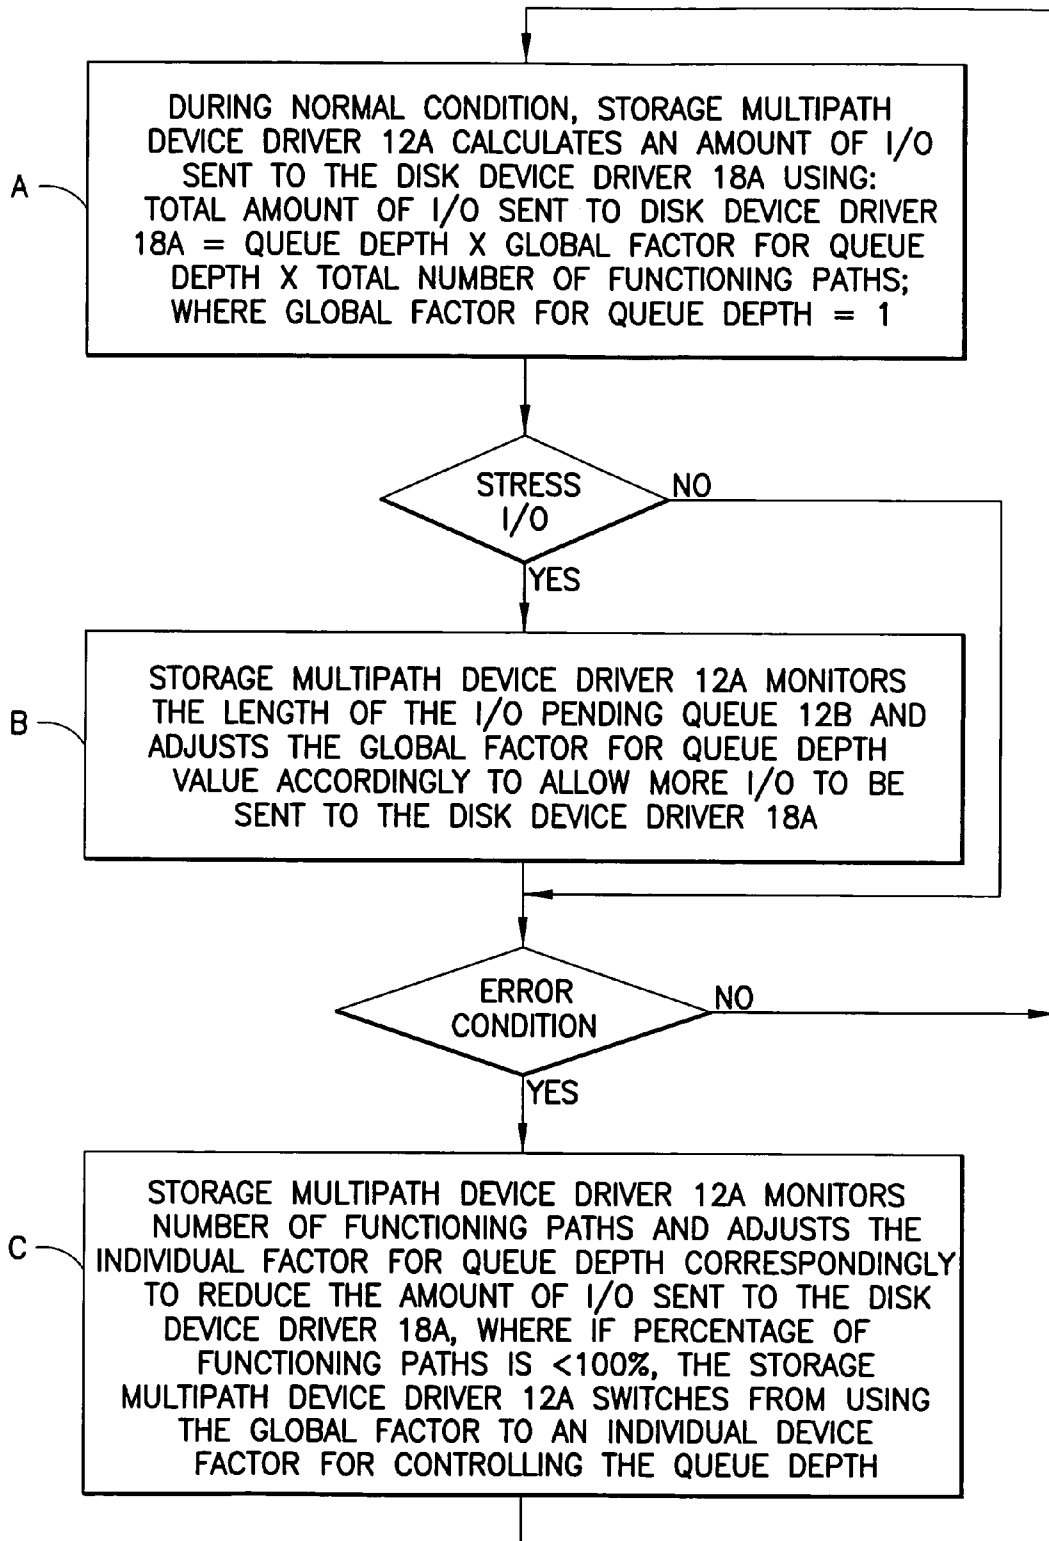 DURING NORMAL CONDITION, STORAGE MULTIPATH
DEVICE DRIVER 12A CALCULATES AN AMOUNT OF I/O
SENT TO THE DISK DEVICE DRIVER 18A USING:
A
TOTAL AMOUNT OF I/O SENT TO DISK DEVICE DRIVER
18A = QUEUE DEPTH X GLOBAL FACTOR FOR QUEUE
DEPTH X TOTAL NUMBER OF FUNCTIONING PATHS;
WHERE GLOBAL FACTOR FOR QUEUE DEPTH = 1
STRESS
I/O
NO
YES
STORAGE MULTIPATH DEVICE DRIVER 12A MONITORS
THE LENGTH OF THE I/O PENDING QUEUE 12B AND
B
ADJUSTS THE GLOBAL FACTOR FOR QUEUE DEPTH
VALUE ACCORDINGLY TO ALLOW MORE I/O TO BE
SENT TO THE DISK DEVICE DRIVER 18A
ERROR
CONDITION
NO
YES
STORAGE MULTIPATH DEVICE DRIVER 12A MONITORS
NUMBER OF FUNCTIONING PATHS AND ADJUSTS THE
C
INDIVIDUAL FACTOR FOR QUEUE DEPTH CORRESPONDINGLY
TO REDUCE THE AMOUNT OF I/O SENT TO THE DISK
DEVICE DRIVER 18A, WHERE IF PERCENTAGE OF
FUNCTIONING PATHS IS <100%, THE STORAGE
MULTIPATH DEVICE DRIVER 12A SWITCHES FROM USING
THE GLOBAL FACTOR TO AN INDIVIDUAL DEVICE
FACTOR FOR CONTROLLING THE QUEUE DEPTH